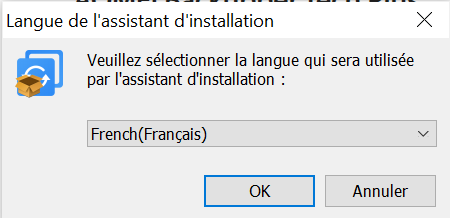 Langue de l'assistant d'installation
Veuillez sélectionner la langue qui sera utilisée
par l'assistant d'installation :
French(Français)
OK
Annuler